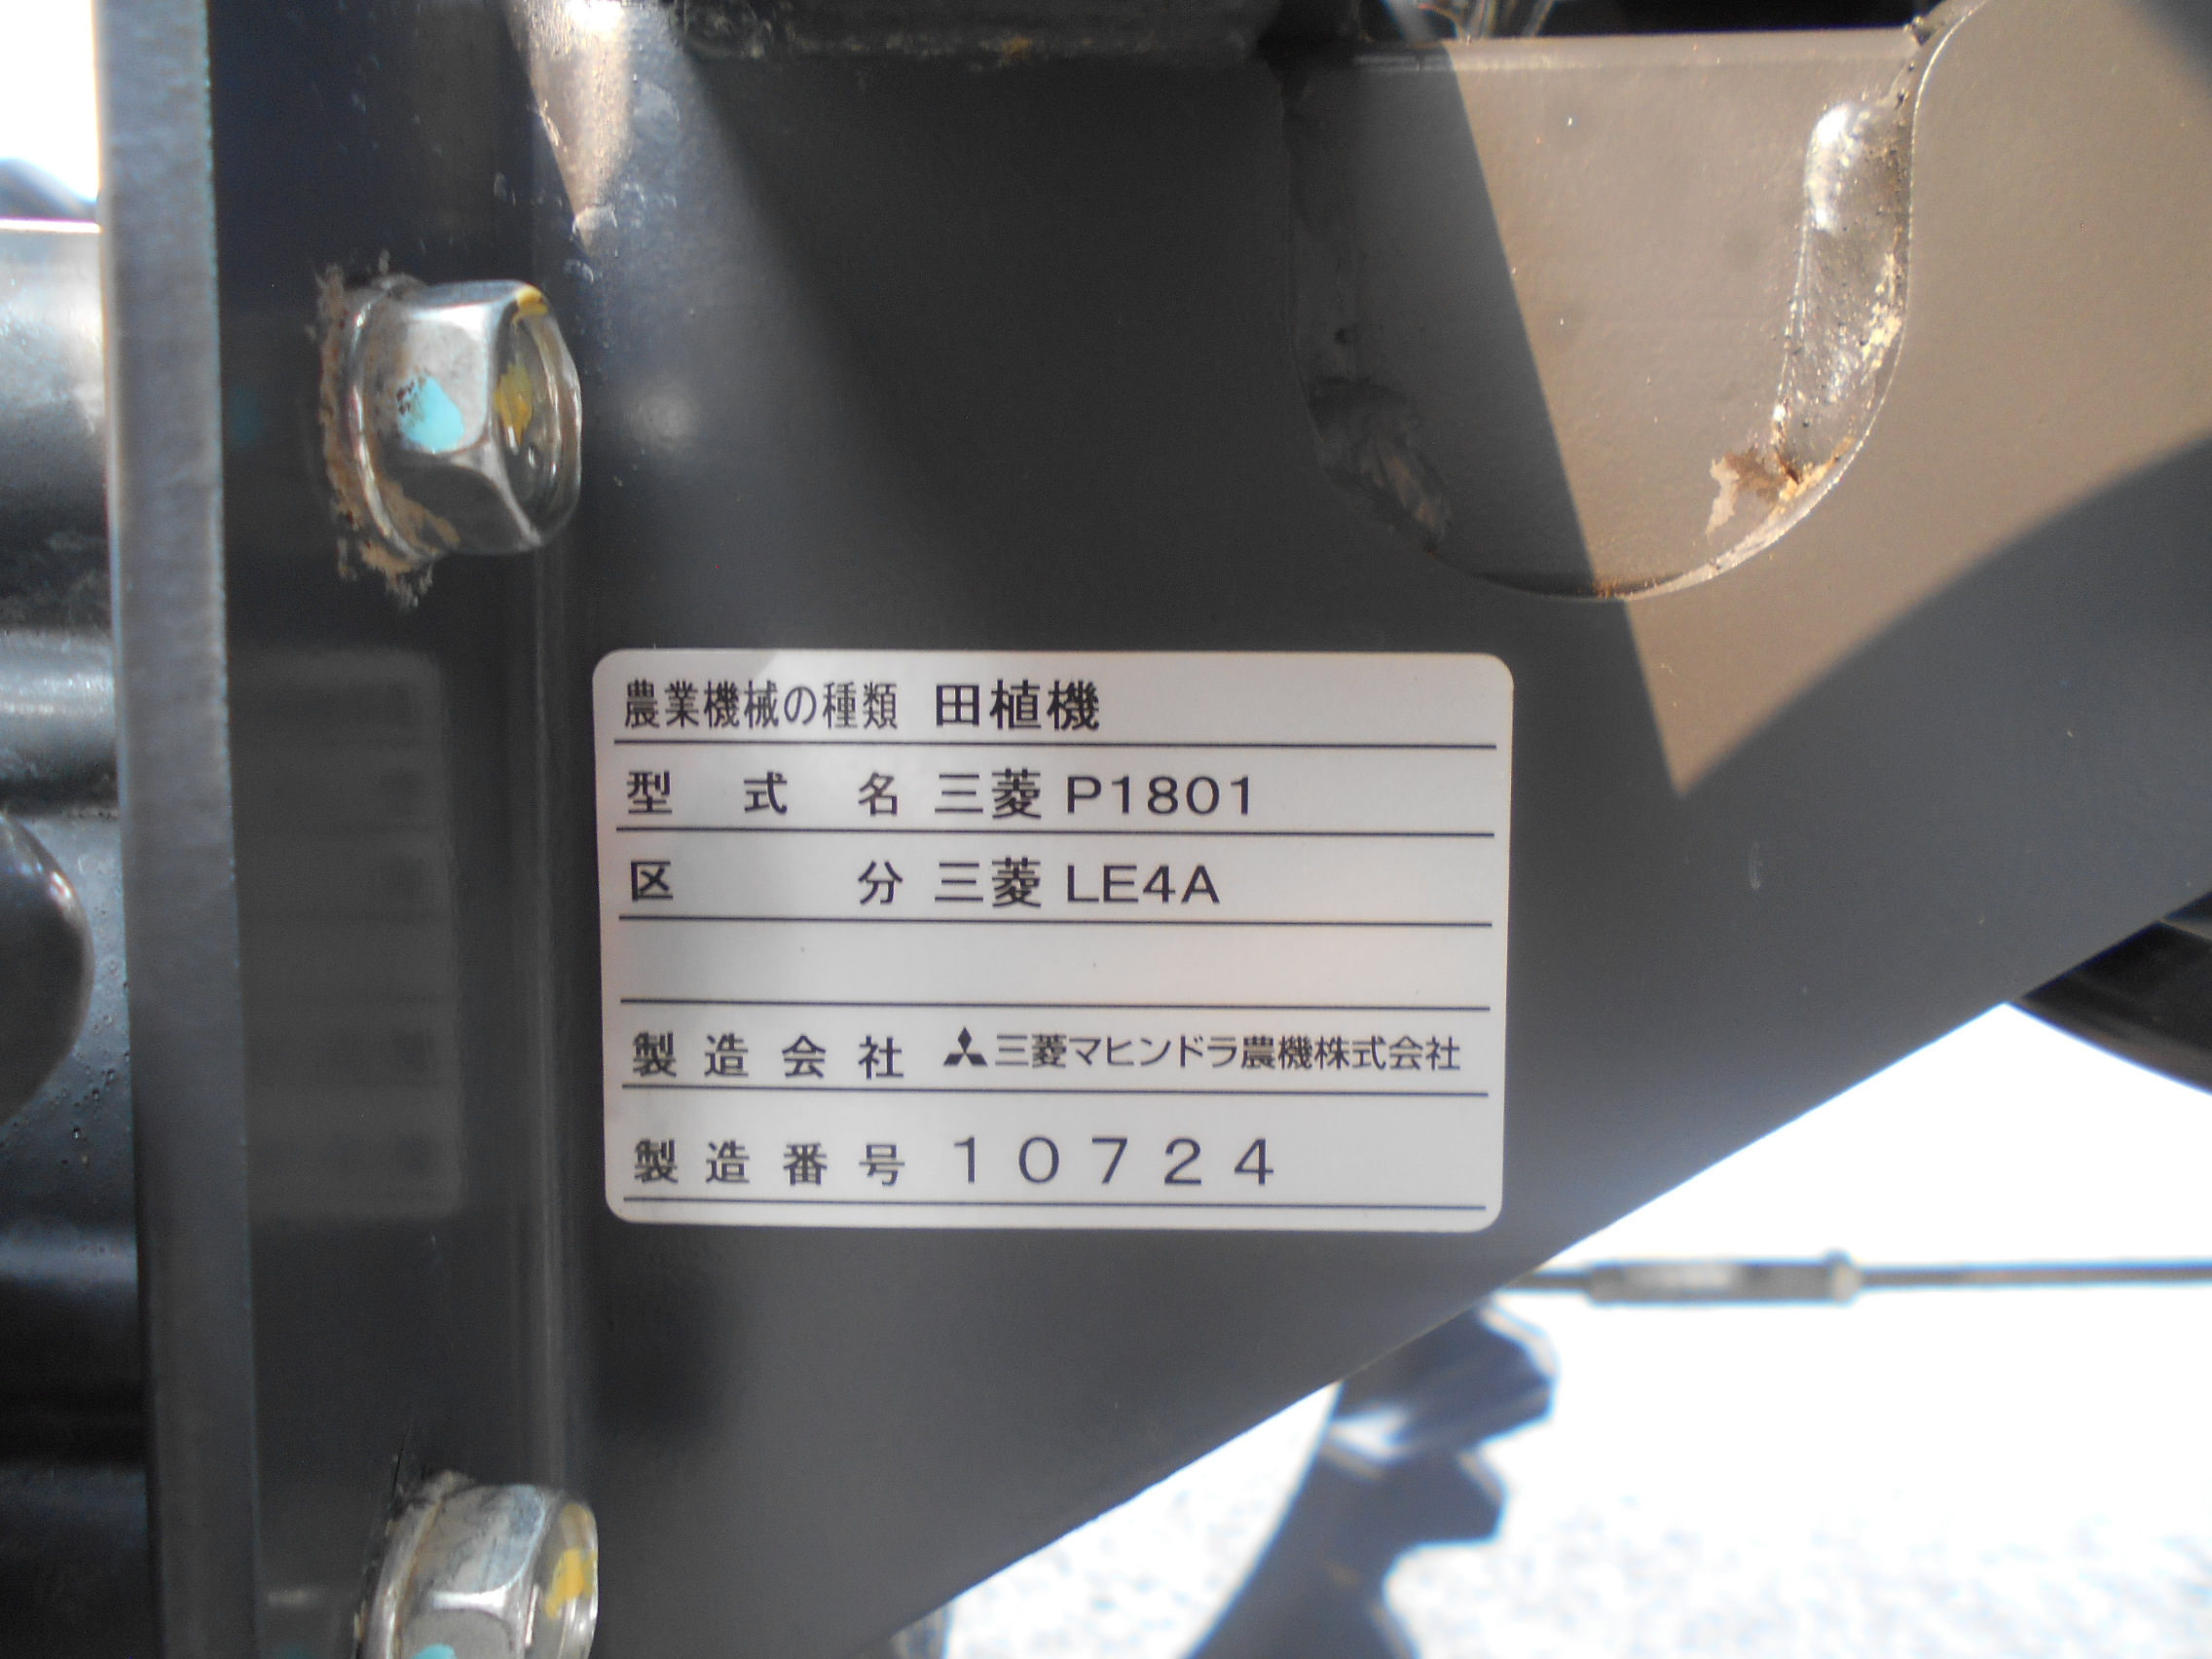 農業機械の種類 田植機
型式名 三菱 P1801
区分 三菱 LE4A
製造会社 三菱マヒンドラ農機株式会社
製造番号 10724